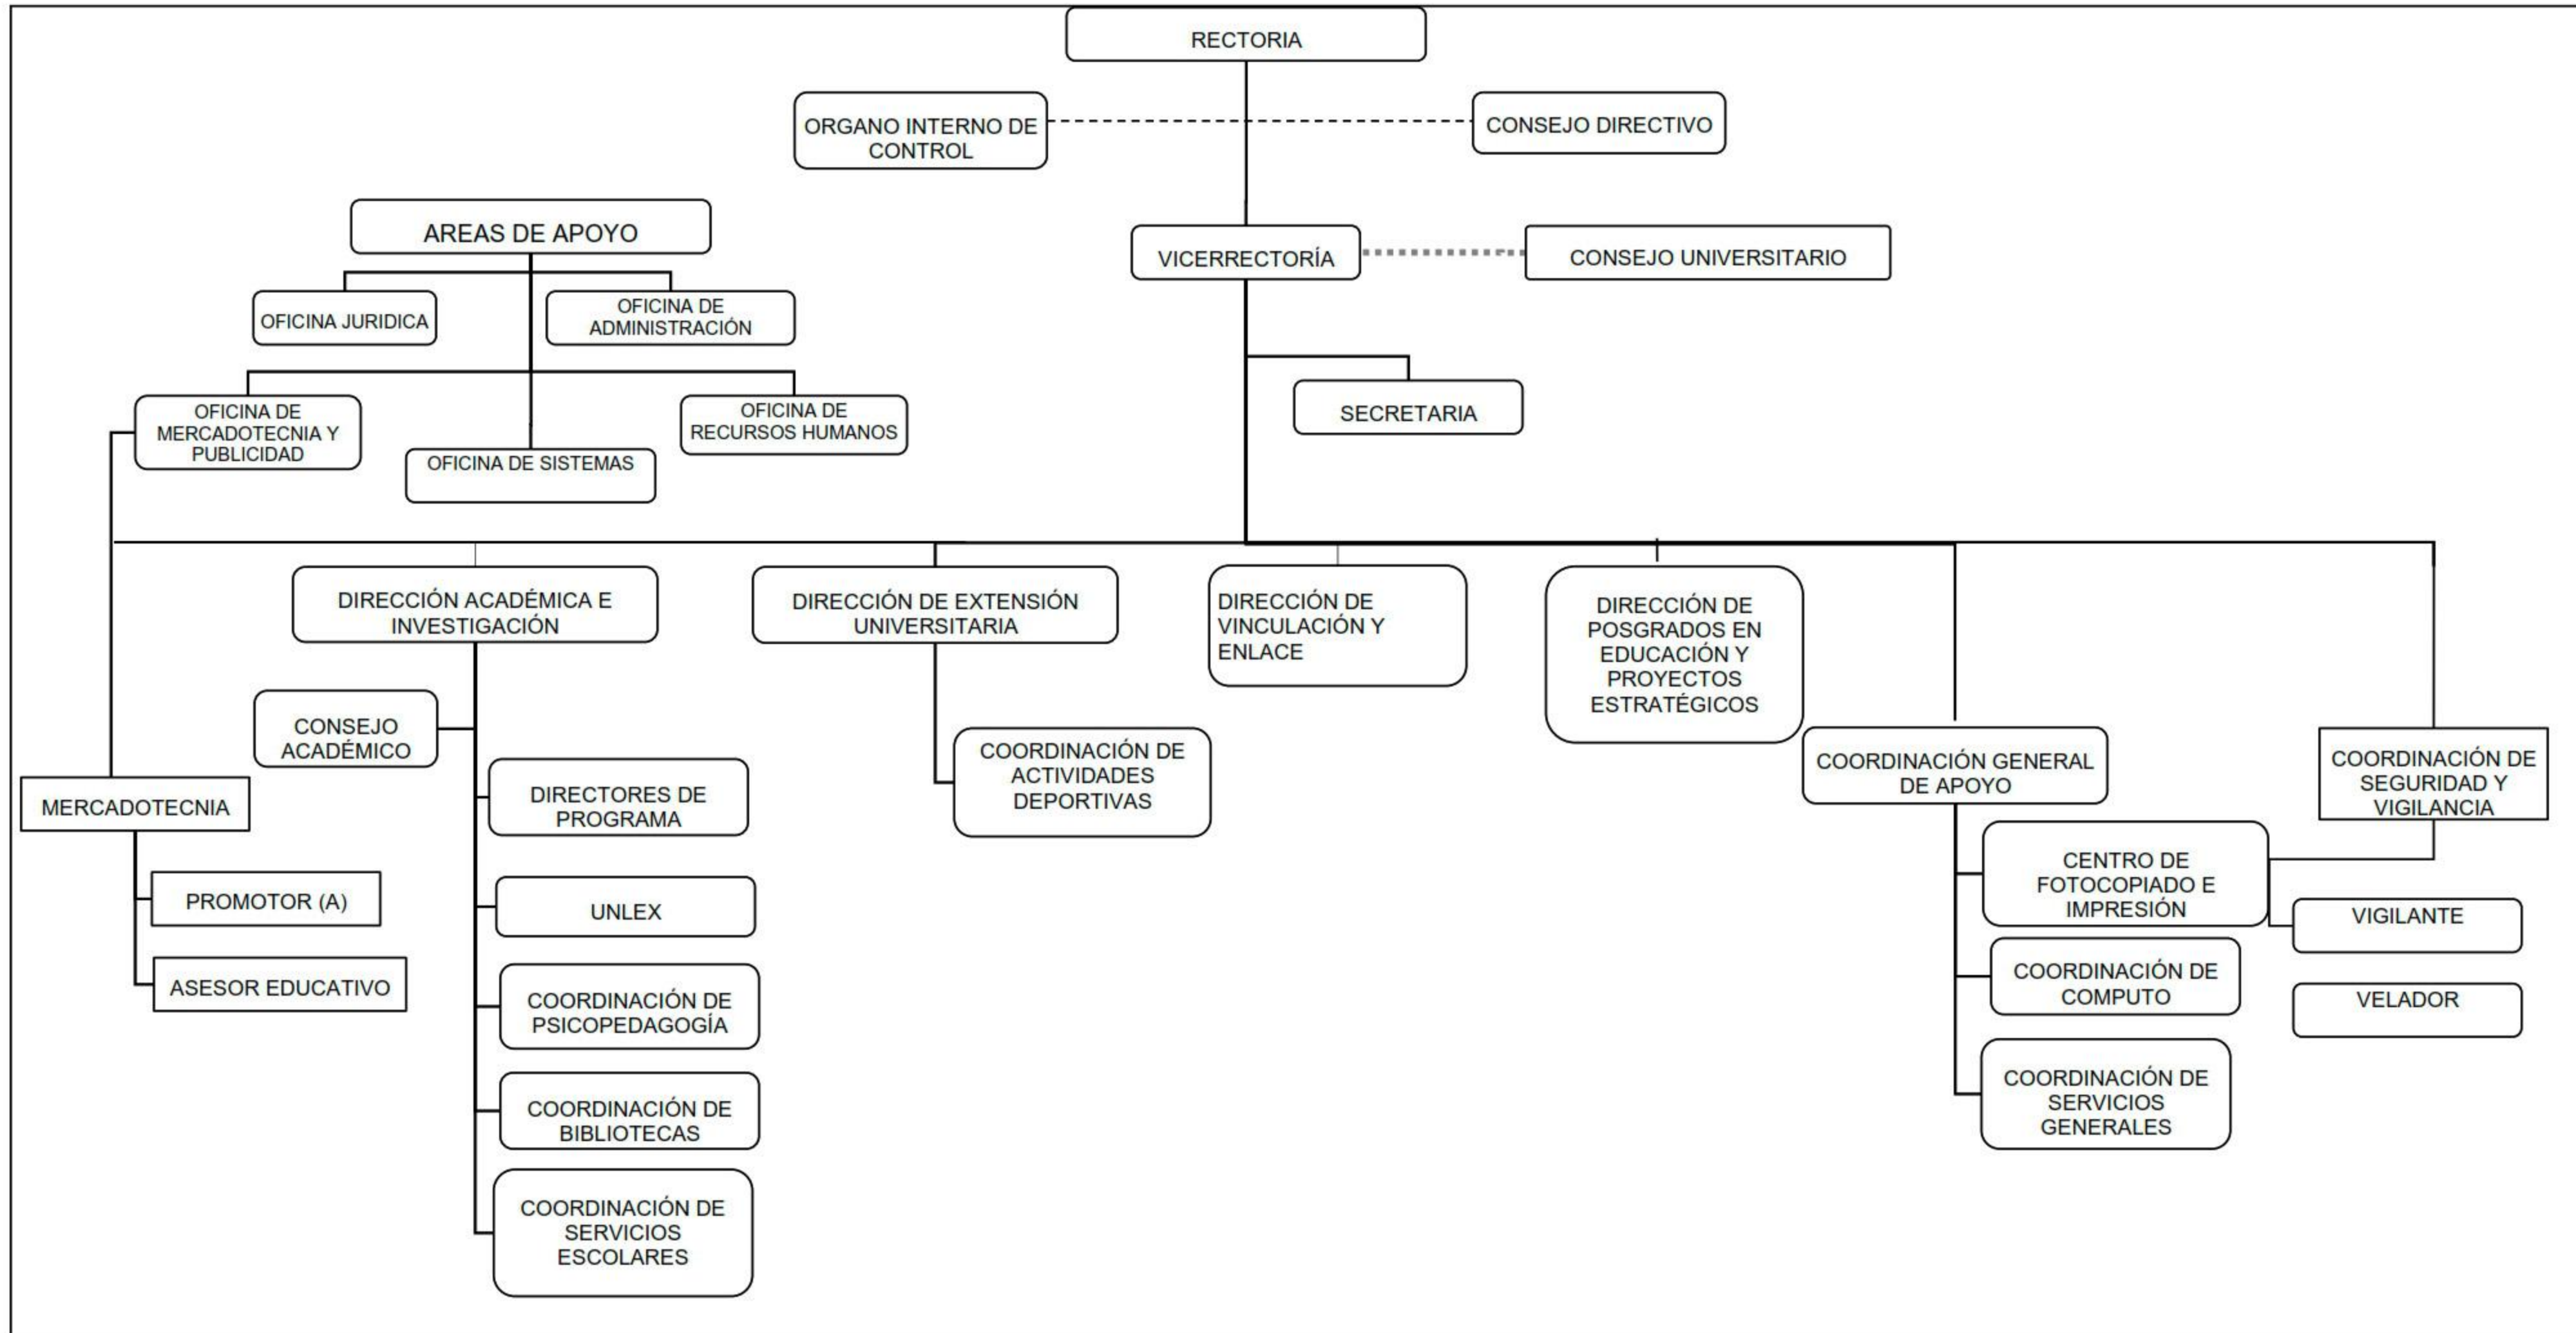 RECTORIA
ORGANO INTERNO DE
CONTROL
CONSEJO DIRECTIVO
AREAS DE APOYO
VICERRECTORÍA
CONSEJO UNIVERSITARIO
OFICINA JURIDICA
OFICINA DE
ADMINISTRACIÓN
OFICINA DE
MERCADOTECNIA Y
PUBLICIDAD
OFICINA DE SISTEMAS
OFICINA DE
RECURSOS HUMANOS
SECRETARIA
DIRECCIÓN ACADÉMICA E
INVESTIGACIÓN
DIRECCIÓN DE EXTENSIÓN
UNIVERSITARIA
DIRECCIÓN DE
VINCULACIÓN Y
ENLACE
DIRECCIÓN DE
POSGRADOS EN
EDUCACIÓN Y
PROYECTOS
ESTRATÉGICOS
CONSEJO
ACADÉMICO
COORDINACIÓN DE
ACTIVIDADES
DEPORTIVAS
COORDINACIÓN GENERAL
DE APOYO
COORDINACIÓN DE
SEGURIDAD Y
VIGILANCIA
MERCADOTECNIA
DIRECTORES DE
PROGRAMA
PROMOTOR (A)
UNLEX
CENTRO DE
FOTOCOPIADO E
IMPRESIÓN
VIGILANTE
ASESOR EDUCATIVO
COORDINACIÓN DE
PSICOPEDAGOGÍA
COORDINACIÓN DE
COMPUTO
VELADOR
COORDINACIÓN DE
BIBLIOTECAS
COORDINACIÓN DE
SERVICIOS
GENERALES
COORDINACIÓN DE
SERVICIOS
ESCOLARES